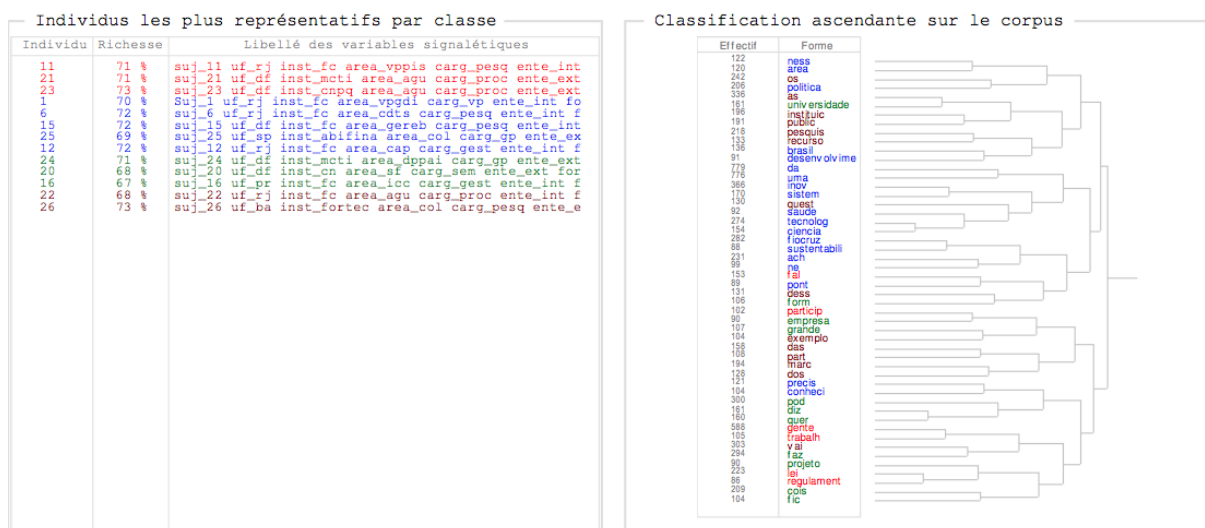 Individus les plus représentatifs par classe
Individu Richesse Libellé des variables signalétiques
11 71 % suj_11 uf_rj inst_fc area_vppis carg_pesq ente_int
21 71 % suj_21 uf_df inst_mcti area_agu carg_proc ente_ext
23 73 % suj_23 uf_df inst_cnpq area_agu carg_proc ente_ext
1 70 % Suj_1 uf_rj inst_fc area_vpgdi carg_vp ente_int fo
6 72 % suj_6 uf_rj inst_fc area_cdts carg_pesq ente_int f
15 72 % suj_15 uf_df inst_fc area_gereb carg_pesq ente_int
25 69 % suj_25 uf_sp inst_abifina area_col carg_gp ente_ex
12 72 % suj_12 uf_rj inst_fc area_cap carg_gest ente_int f
24 71 % suj_24 uf_df inst_mcti area_dppai carg_gp ente_ext
20 68 % suj_20 uf_df inst_cn area_sf carg_sem ente_ext for
16 67 % suj_16 uf_pr inst_fc area_icc carg_gest ente_int f
22 68 % suj_22 uf_rj inst_fc area_agu carg_proc ente_int f
26 73 % suj_26 uf_ba inst_fortec area_col carg_pesq ente_e
Classification ascendante sur le corpus
Effectif Forme
122 ness
120 area
242 os
206 politica
336 as
161 universidade
196 instituic
191 public
218 pesquis
133 recurso
138 brasil
91 desenvolvime
779 da
776 uma
366 inov
170 sistem
130 quest
92 saude
274 tecnolog
154 ciencia
282 fiocruz
88 sustentabili
231 ach
99 ne
153 fal
89 pont
131 dess
106 form
102 particip
90 empresa
107 grande
104 exemplo
158 das
108 part
194 marc
128 dos
121 precis
104 conheci
300 pod
161 diz
160 quer
588 gente
105 trabalh
303 vai
294 faz
90 projeto
223 lei
86 regulament
209 cois
104 fic